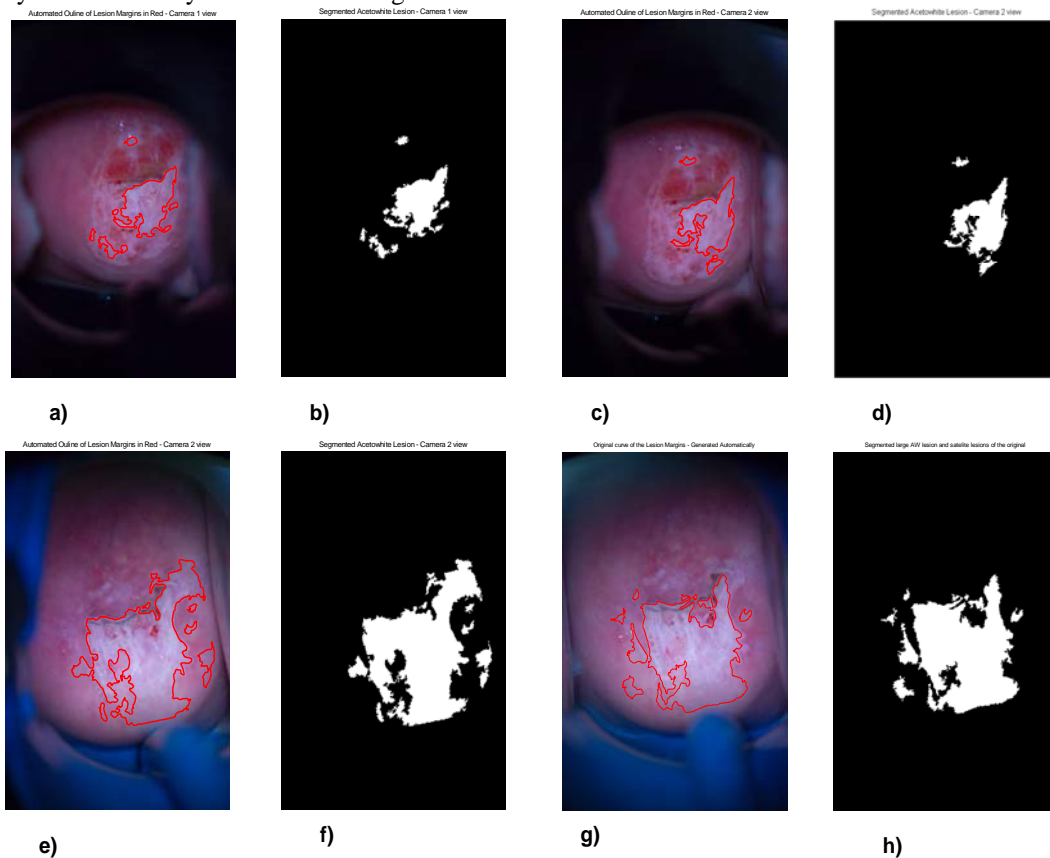 Automated Ouline of Lesion Margins in Red - Camera 1 view
Segmented Acetowhite Lesion - Camera 1 view
Automated Ouline of Lesion Margins in Red - Camera 2 view
Segmented Acetowhite Lesion - Camera 2 view
a)
b)
c)
d)
Automated Ouline of Lesion Margins in Red - Camera 2 view
Segmented Acetowhite Lesion - Camera 2 view
Original curve of the Lesion Margins - Generated Automatically
Segmented large AW lesion and satelite lesions of the original
e)
f)
g)
h)